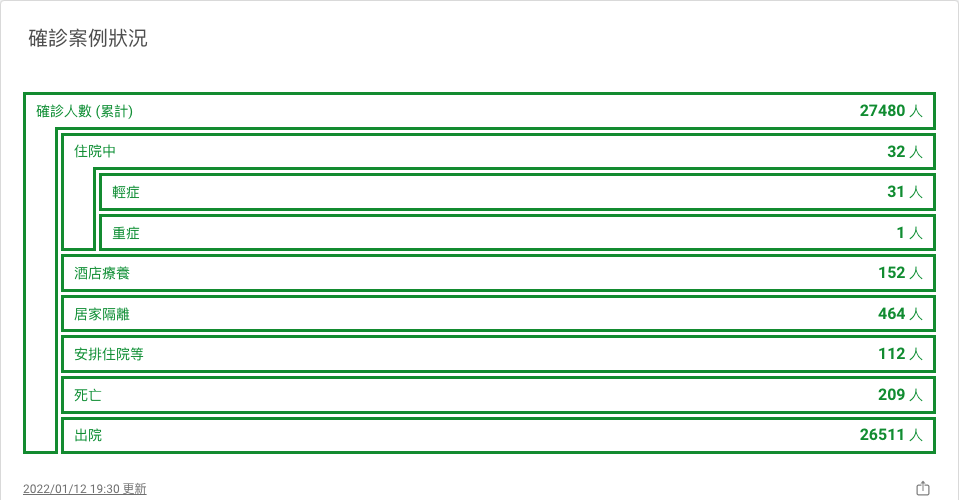 確診案例狀況
確診人數 (累計) 27480 人
住院中 32 人
輕症 31 人
重症 1 人
酒店療養 152 人
居家隔離 464 人
安排住院等 112 人
死亡 209 人
出院 26511 人
2022/01/12 19:30 更新